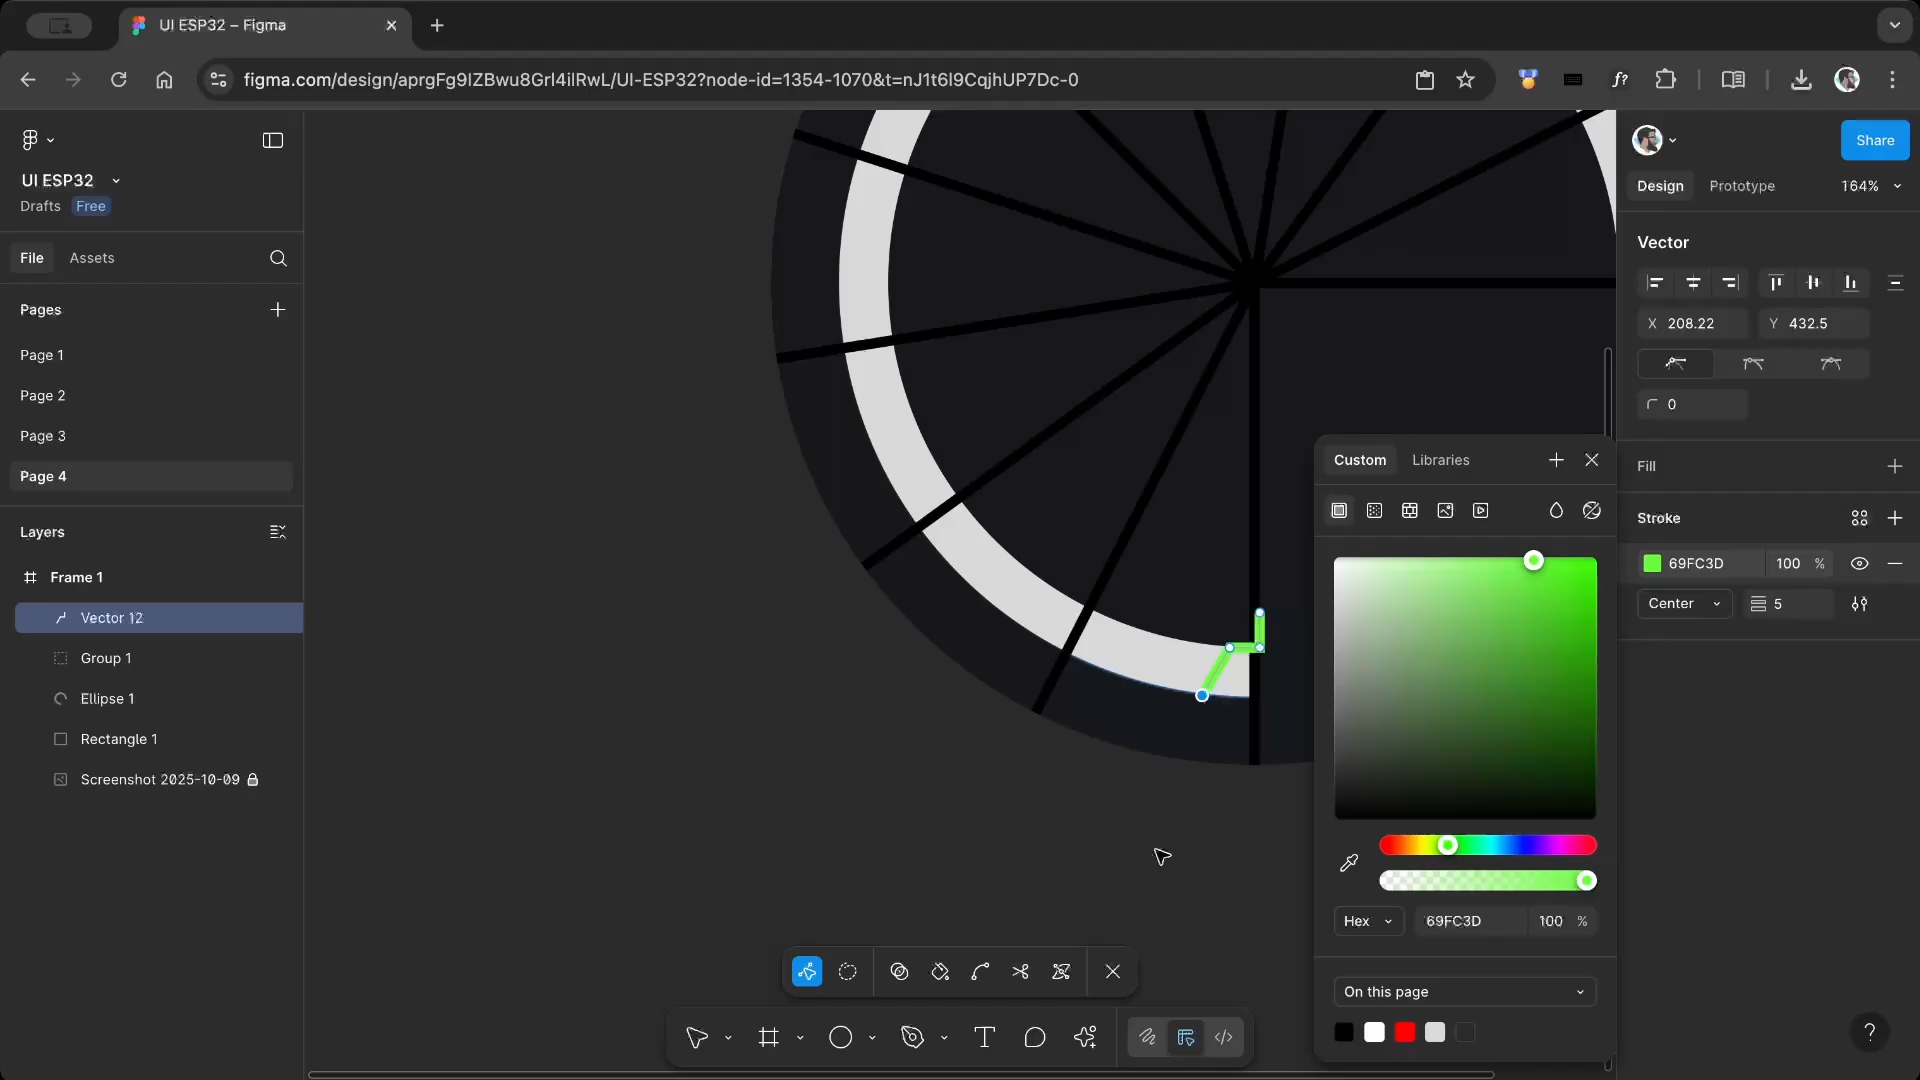 UI ESP32 – Figma
figma.com/design/aprgFg9IZBwu8GrI4ilRwL/UI-ESP32?node-id=1354-1070&t=nJ1t6I9CqjhUP7Dc-0
f?
UI ESP32
Drafts Free
File Assets
Pages
Page 1
Page 2
Page 3
Page 4
Layers
Frame 1
Vector 12
Group 1
Ellipse 1
Rectangle 1
Screenshot 2025-10-09
Share
Design Prototype 164%
Vector
X 208.22 Y 432.5
0
Fill
Stroke
69FC3D 100 %
Center 5
Custom Libraries
Hex 69FC3D 100 %
On this page
?